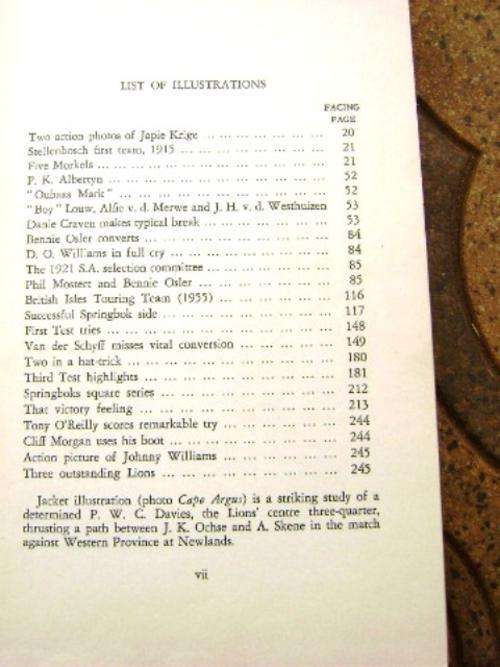 LIST OF ILLUSTRATIONS
FACING
PAGE
Two action photos of Japie Krige ... ... ... ... ... ... 20
Stellenbosch first team, 1915 ... ... ... ... ... ... ... 21
Five Morkels ... ... ... ... ... ... ... ... ... ... 21
P. K. Albertyn ... ... ... ... ... ... ... ... ... 52
"Oubaas Mark" ... ... ... ... ... ... ... ... ... 52
"Boy" Louw, Alfie v. d. Merwe and J. H. v. d. Westhuizen 53
Danie Craven makes typical break ... ... ... ... ... ... 53
Bennie Osler converts ... ... ... ... ... ... ... ... 84
D. O. Williams in full cry ... ... ... ... ... ... ... 84
The 1921 S.A. selection committee ... ... ... ... ... ... 85
Phil Mostert and Bennie Osler ... ... ... ... ... ... 85
British Isles Touring Team (1955) ... ... ... ... ... 116
Successful Springbok side ... ... ... ... ... ... ... 117
First Test tries ... ... ... ... ... ... ... ... ... 148
Van der Schyff misses vital conversion ... ... ... ... 149
Two in a hat-trick ... ... ... ... ... ... ... ... 180
Third Test highlights ... ... ... ... ... ... ... ... 181
Springboks square series ... ... ... ... ... ... ... 212
That victory feeling ... ... ... ... ... ... ... ... 213
Tony O'Reilly scores remarkable try ... ... ... ... ... 244
Cliff Morgan uses his boot ... ... ... ... ... ... ... 244
Action picture of Johnny Williams ... ... ... ... ... 245
Three outstanding Lions ... ... ... ... ... ... ... 245
Jacket illustration (photo Cape Argus) is a striking study of a
determined P. W. C. Davies, the Lions' centre three-quarter,
thrusting a path between J. K. Ochse and A. Skene in the match
against Western Province at Newlands.
vii